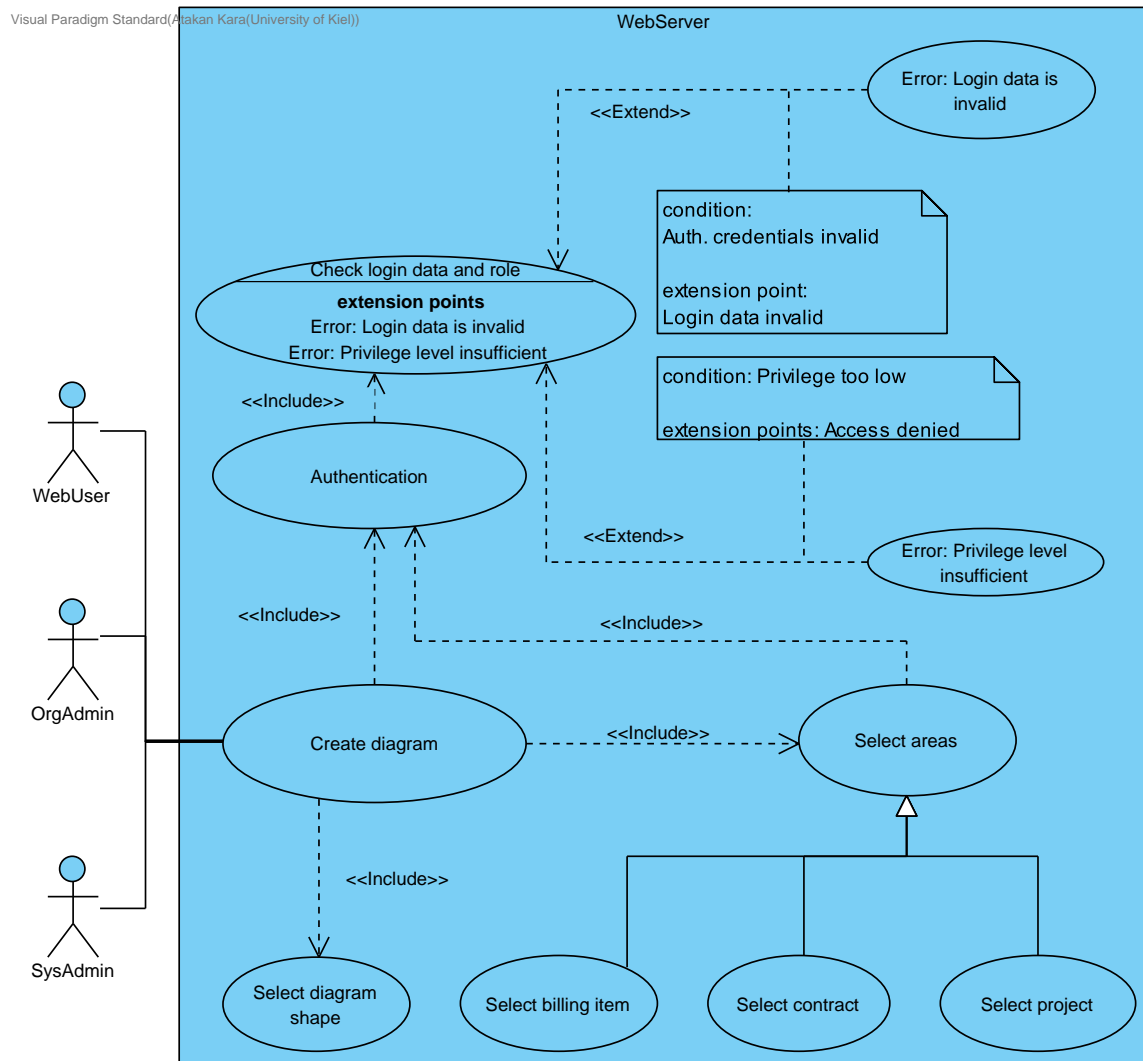 Visual Paradigm Standard(Atakan Kara(University of Kiel))
WebServer
Error: Login data is
invalid
<<Extend>>
condition:
Auth. credentials invalid
extension point:
Login data invalid
Check login data and role
extension points
Error: Login data is invalid
Error: Privilege level insufficient
condition: Privilege too low
extension points: Access denied
<<Include>>
Authentication
WebUser
<<Extend>>
Error: Privilege level
insufficient
<<Include>>
<<Include>>
OrgAdmin
Create diagram
<<Include>>
Select areas
<<Include>>
SysAdmin
Select diagram
shape
Select billing item
Select contract
Select project